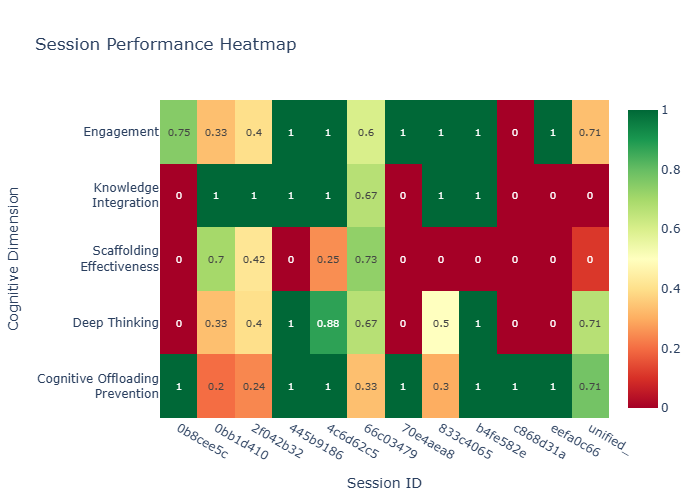 Session Performance Heatmap
Cognitive Dimension
Engagement
0.75 0.33 0.4 1 1 0.6 1 1 1 0 1 0.71
Knowledge
Integration
0 1 1 1 1 0.67 0 1 1 0 0 0
Scaffolding
Effectiveness
0 0.7 0.42 0 0.25 0.73 0 0 0 0 0 0
Deep Thinking
0 0.33 0.4 1 0.88 0.67 0 0.5 1 0 0 0.71
Cognitive Offloading
Prevention
1 0.2 0.24 1 1 0.33 1 0.3 1 1 1 0.71
0b8cee5c
0bb1d410
2f042b32
445b9186
4c6d62c5
66c03479
70e4aea8
833c4065
b4fe582e
c868d31a
eefa0c66
unified_
Session ID
1
0.8
0.6
0.4
0.2
0